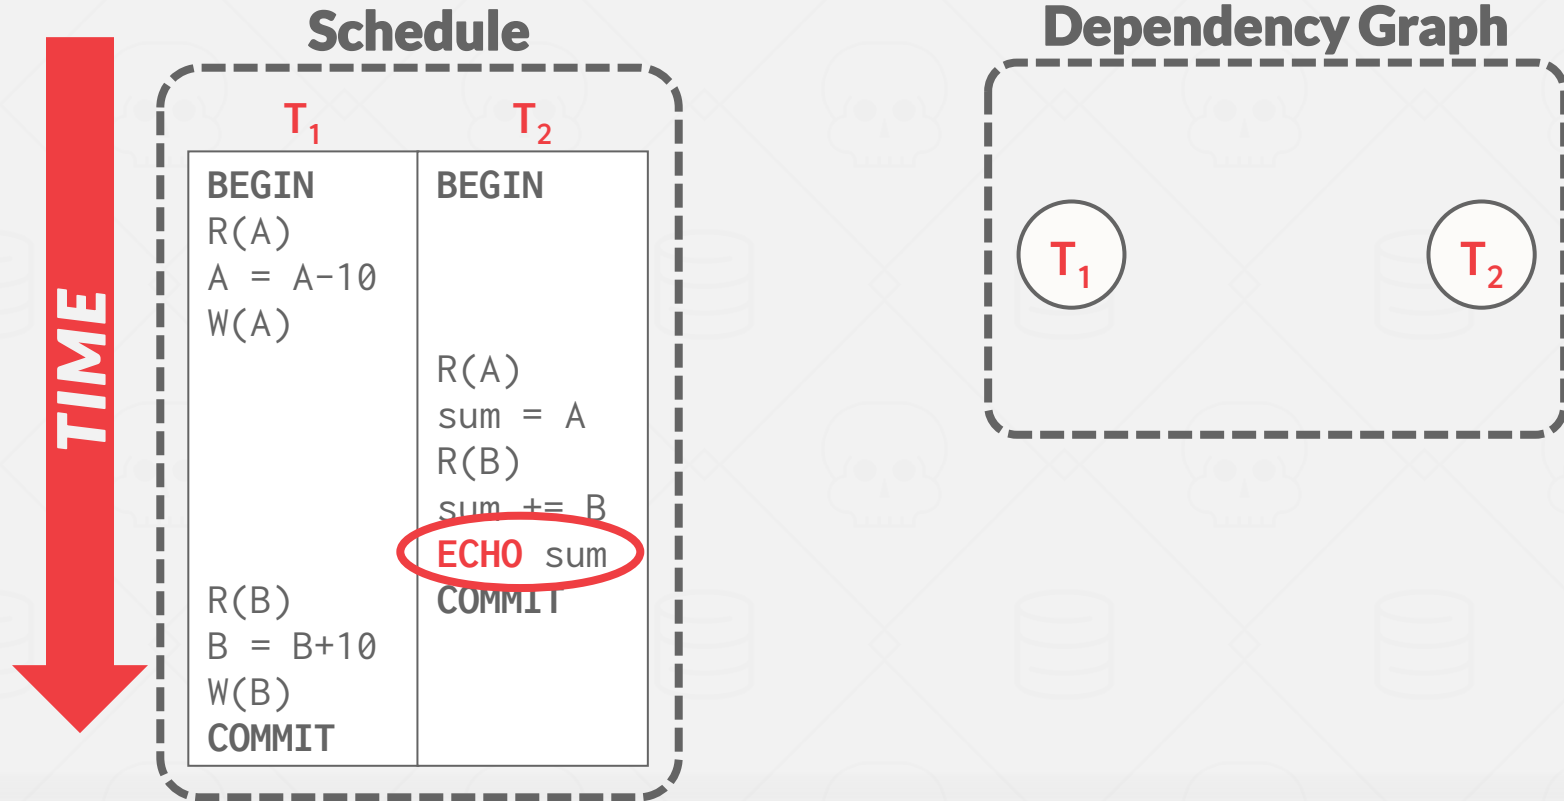 Schedule
Dependency Graph
TIME
T₁ T₂
BEGIN BEGIN
R(A)
A = A-10
W(A)
R(A)
sum = A
R(B)
sum += B
ECHO sum
R(B) COMMIT
B = B+10
W(B)
COMMIT
T₁ T₂